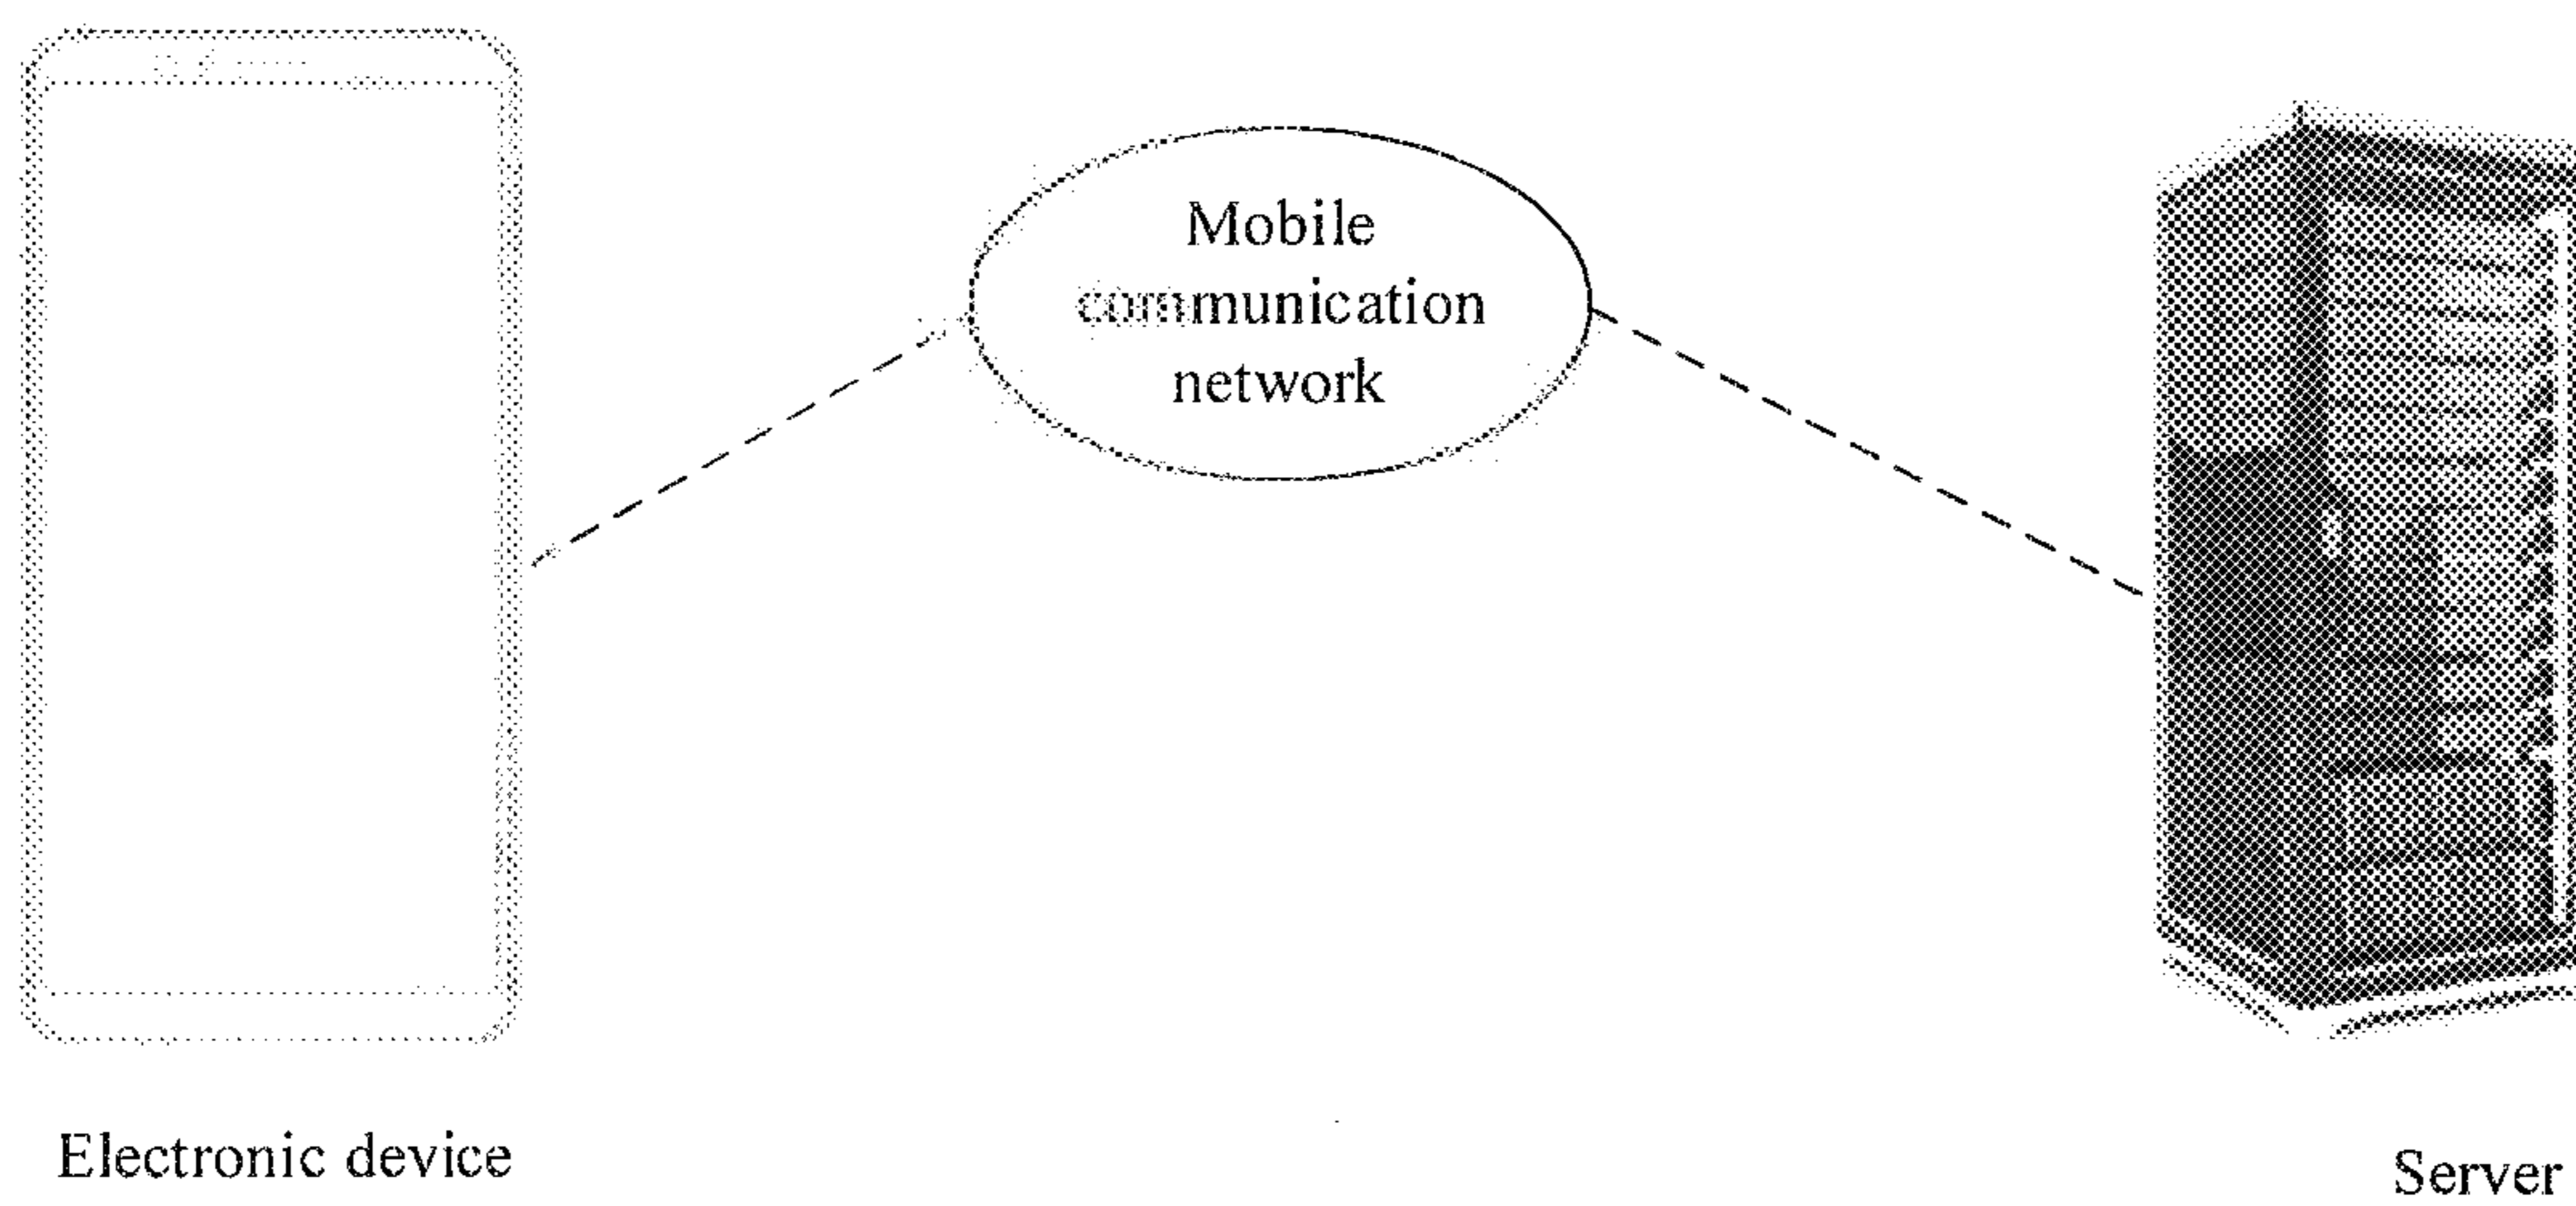 Mobile
communication
network
Electronic device
Server